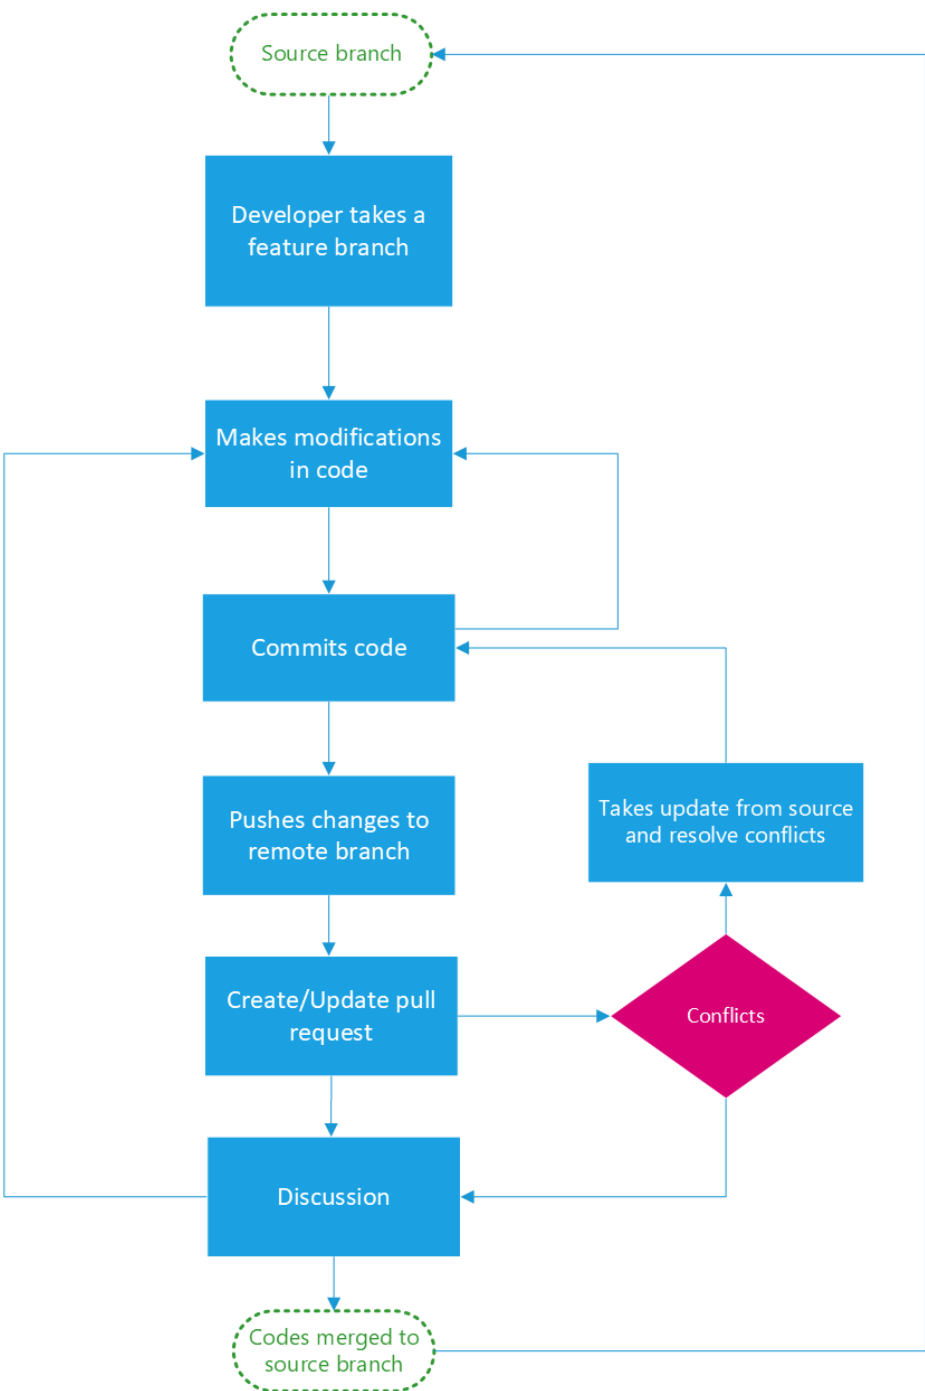 Source branch
Developer takes a
feature branch
Makes modifications
in code
Commits code
Pushes changes to
remote branch
Takes update from source
and resolve conflicts
Create/Update pull
request
Conflicts
Discussion
Codes merged to
source branch